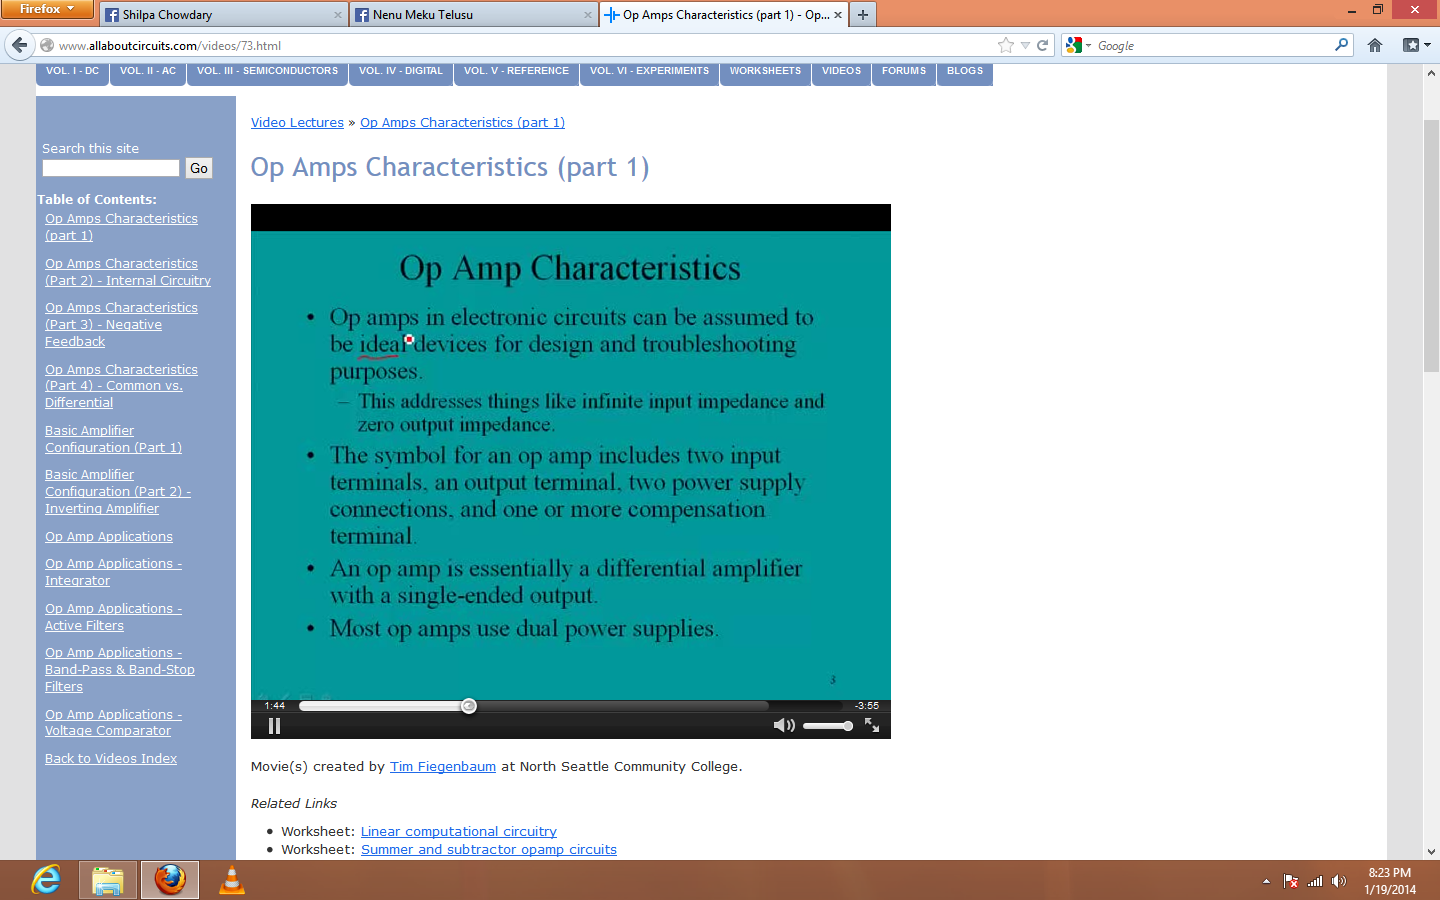 Firefox
Shilpa Chowdary
Nenu Meku Telusu
Op Amps Characteristics (part 1) - Op...
www.allaboutcircuits.com/videos/73.html
Google
VOL. I - DC
VOL. II - AC
VOL. III - SEMICONDUCTORS
VOL. IV - DIGITAL
VOL. V - REFERENCE
VOL. VI - EXPERIMENTS
WORKSHEETS
VIDEOS
FORUMS
BLOGS
Search this site
Go
Table of Contents:
Op Amps Characteristics
(part 1)
Op Amps Characteristics
(Part 2) - Internal Circuitry
Op Amps Characteristics
(Part 3) - Negative
Feedback
Op Amps Characteristics
(Part 4) - Common vs.
Differential
Basic Amplifier
Configuration (Part 1)
Basic Amplifier
Configuration (Part 2) -
Inverting Amplifier
Op Amp Applications
Op Amp Applications -
Integrator
Op Amp Applications -
Active Filters
Op Amp Applications -
Band-Pass & Band-Stop
Filters
Op Amp Applications -
Voltage Comparator
Back to Videos Index
Video Lectures » Op Amps Characteristics (part 1)
Op Amps Characteristics (part 1)
Op Amp Characteristics
• Op amps in electronic circuits can be assumed to
be ideal devices for design and troubleshooting
purposes.
– This addresses things like infinite input impedance and
zero output impedance.
• The symbol for an op amp includes two input
terminals, an output terminal, two power supply
connections, and one or more compensation
terminal.
• An op amp is essentially a differential amplifier
with a single-ended output.
• Most op amps use dual power supplies.
3
1:44
-3:55
Movie(s) created by Tim Fiegenbaum at North Seattle Community College.
Related Links
• Worksheet: Linear computational circuitry
• Worksheet: Summer and subtractor opamp circuits
8:23 PM
1/19/2014